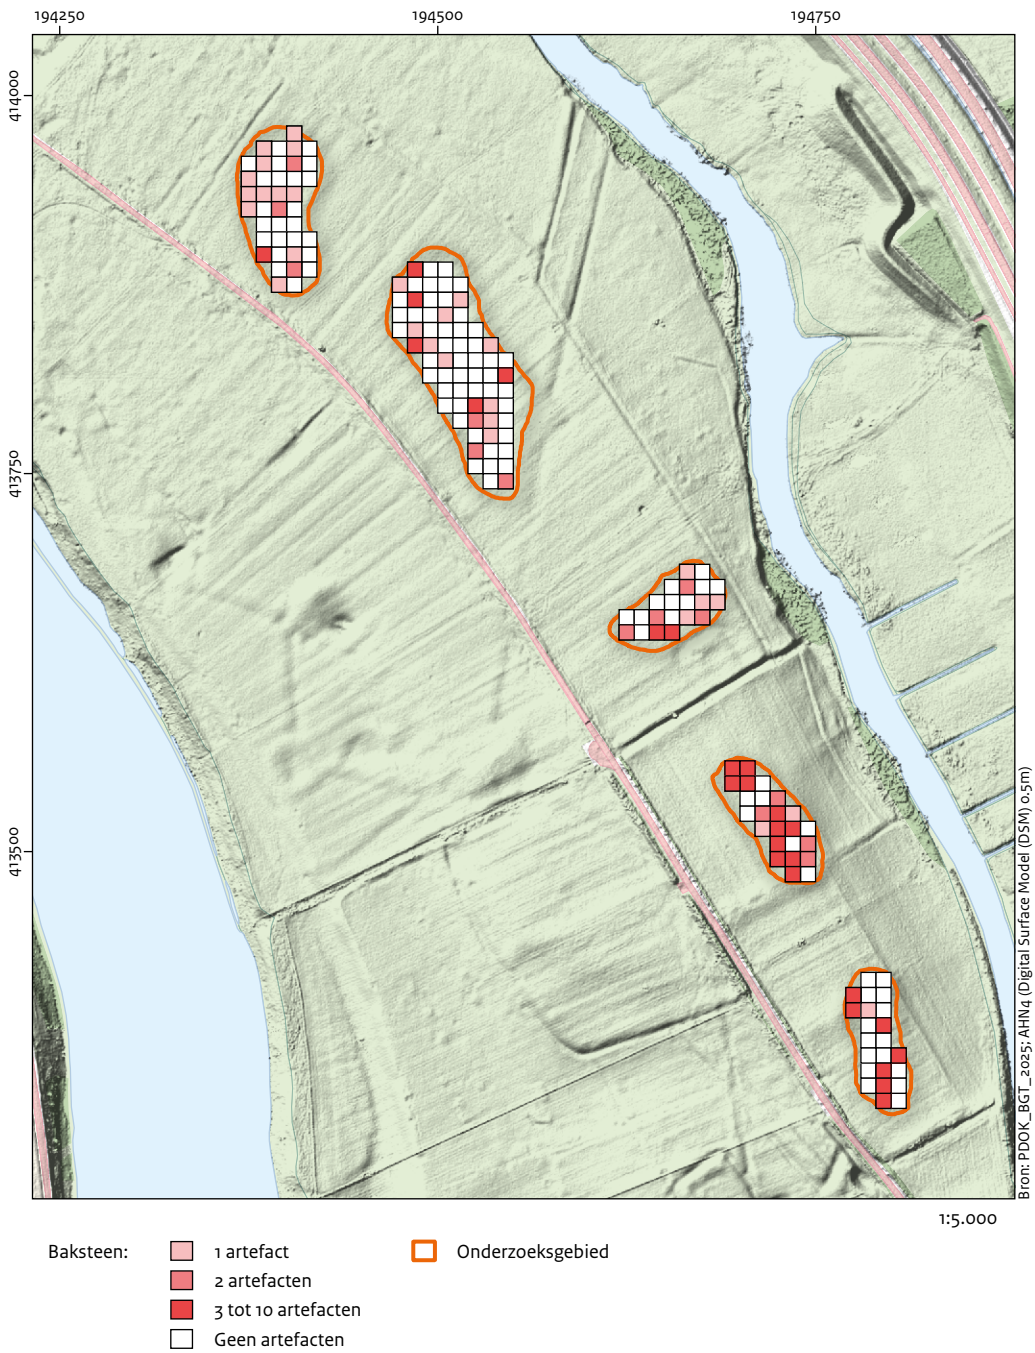 194250 194500 194750
414000
413750
413500
Bron: PDOK_BGT_2025; AHN4 (Digital Surface Model (DSM) 0.5m)
1:5.000
Baksteen:
1 artefact
2 artefacten
3 tot 10 artefacten
Geen artefacten
Onderzoeksgebied